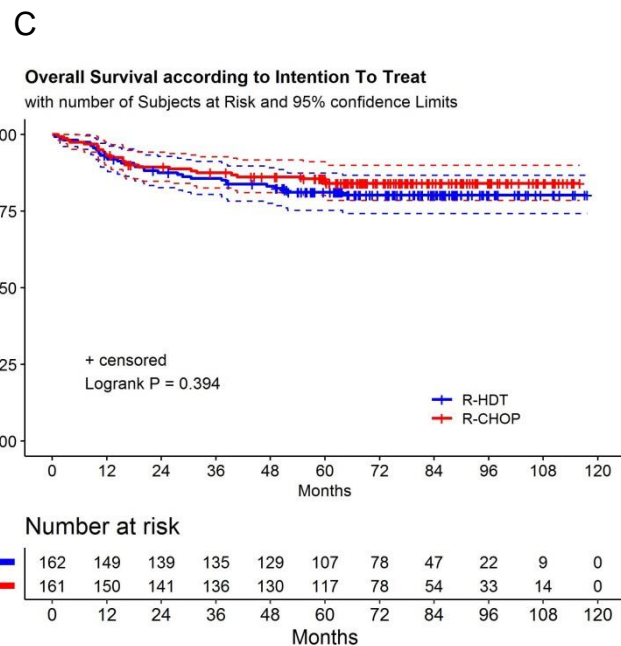 C
Overall Survival according to Intention To Treat
with number of Subjects at Risk and 95% confidence Limits
00
75
50
25
00
+ censored
Logrank P = 0.394
R-HDT
R-CHOP
0 12 24 36 48 60 72 84 96 108 120
Months
Number at risk
162 149 139 135 129 107 78 47 22 9 0
161 150 141 136 130 117 78 54 33 14 0
0 12 24 36 48 60 72 84 96 108 120
Months